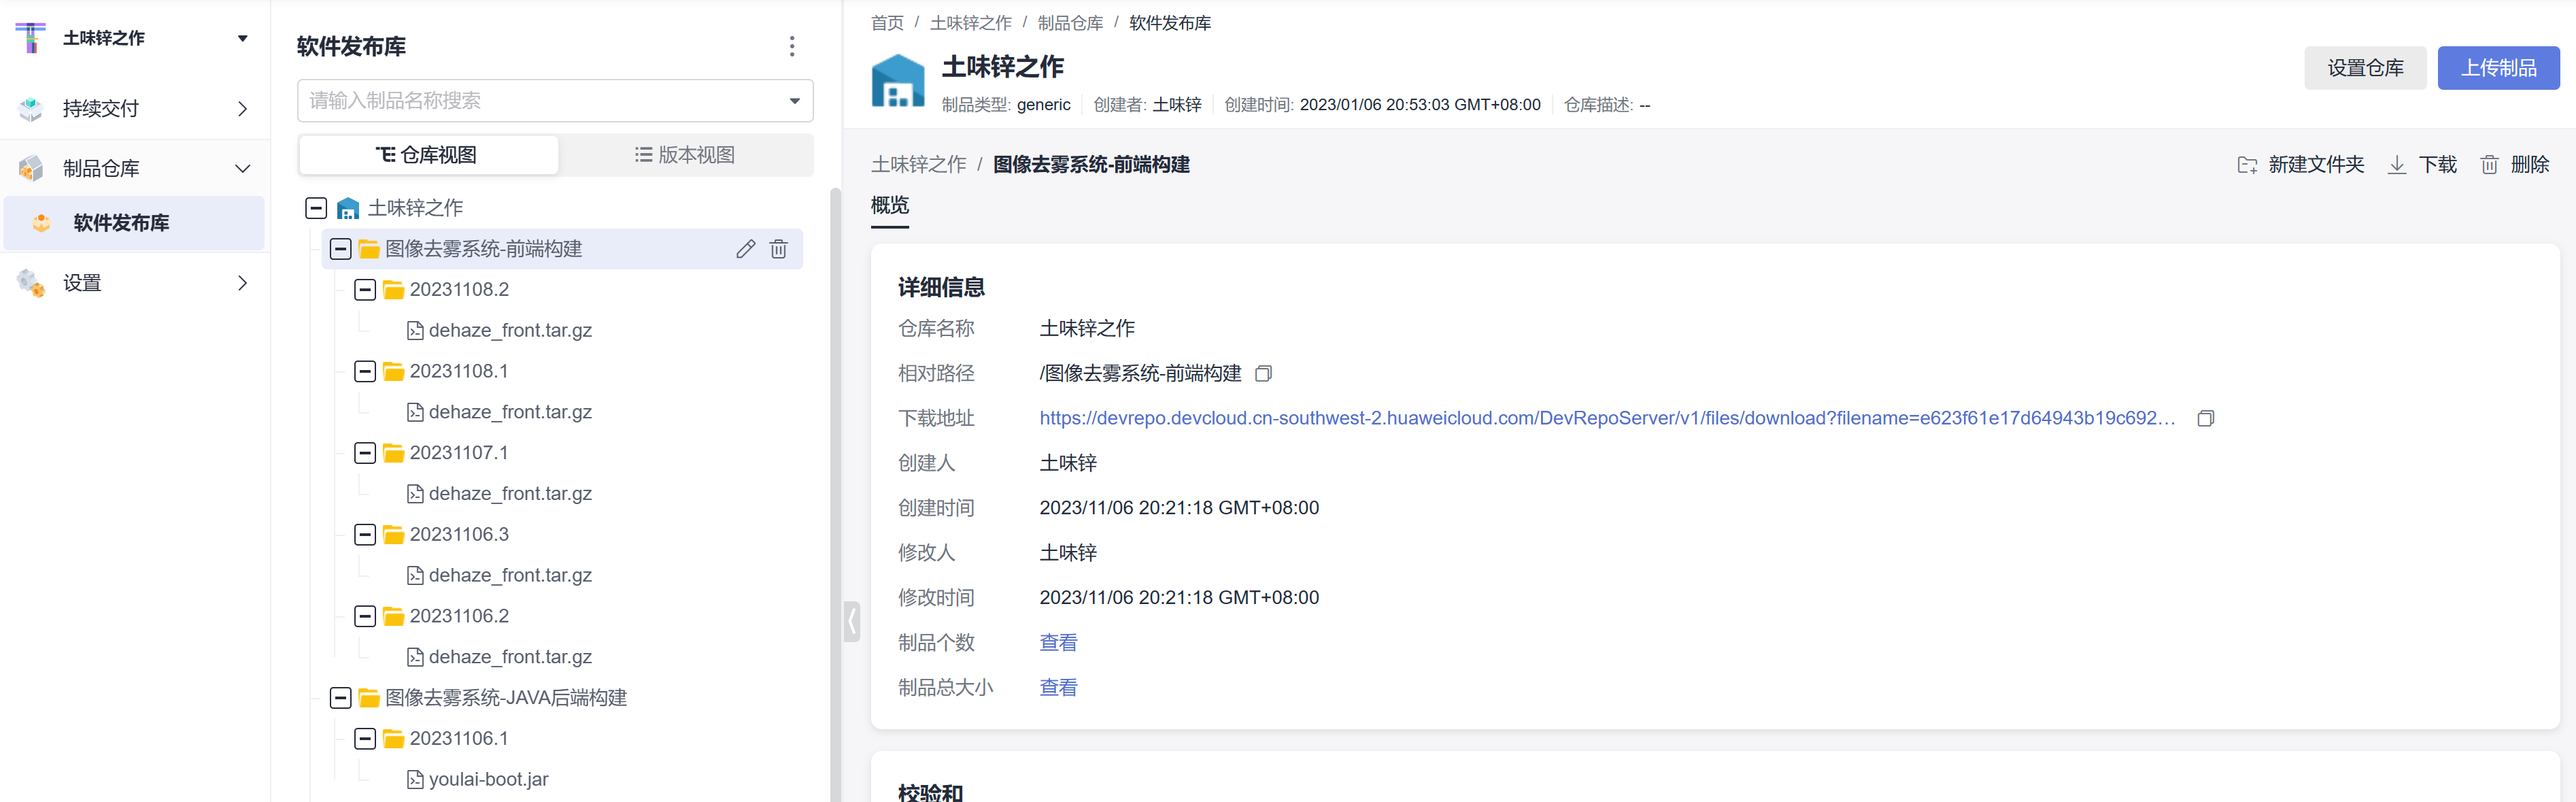 土味锌之作
持续交付
制品仓库
软件发布库
设置
软件发布库
请输入制品名称搜索
仓库视图
版本视图
土味锌之作
图像去雾系统-前端构建
20231108.2
dehaze_front.tar.gz
20231108.1
dehaze_front.tar.gz
20231107.1
dehaze_front.tar.gz
20231106.3
dehaze_front.tar.gz
20231106.2
dehaze_front.tar.gz
图像去雾系统-JAVA后端构建
20231106.1
youlai-boot.jar
首页 / 土味锌之作 / 制品仓库 / 软件发布库
土味锌之作
制品类型: generic 创建者: 土味锌 创建时间: 2023/01/06 20:53:03 GMT+08:00 仓库描述: --
设置仓库
上传制品
土味锌之作 / 图像去雾系统-前端构建
新建文件夹 下载 删除
概览
详细信息
仓库名称 土味锌之作
相对路径 /图像去雾系统-前端构建
下载地址 https://devrepo.devcloud.cn-southwest-2.huaweicloud.com/DevRepoServer/v1/files/download?filename=e623f61e17d64943b19c692...
创建人 土味锌
创建时间 2023/11/06 20:21:18 GMT+08:00
修改人 土味锌
修改时间 2023/11/06 20:21:18 GMT+08:00
制品个数 查看
制品总大小 查看
校验和